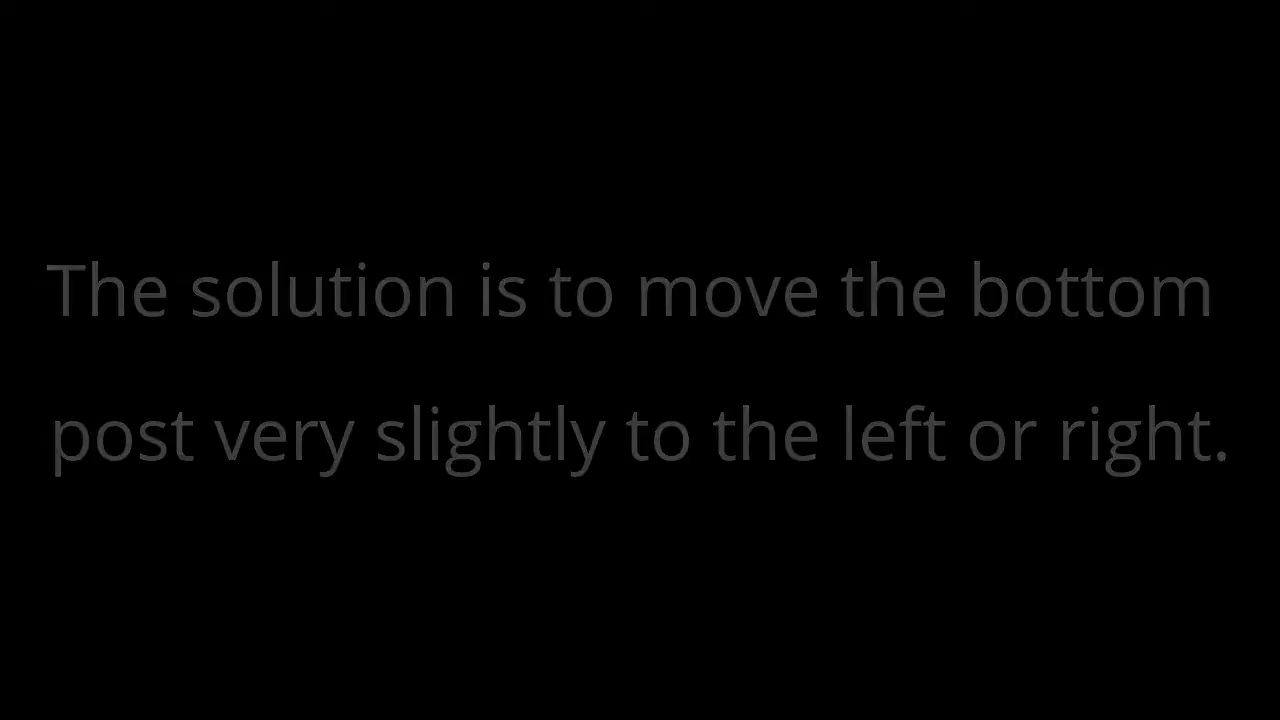 The solution is to move the bottom
post very slightly to the left or right.